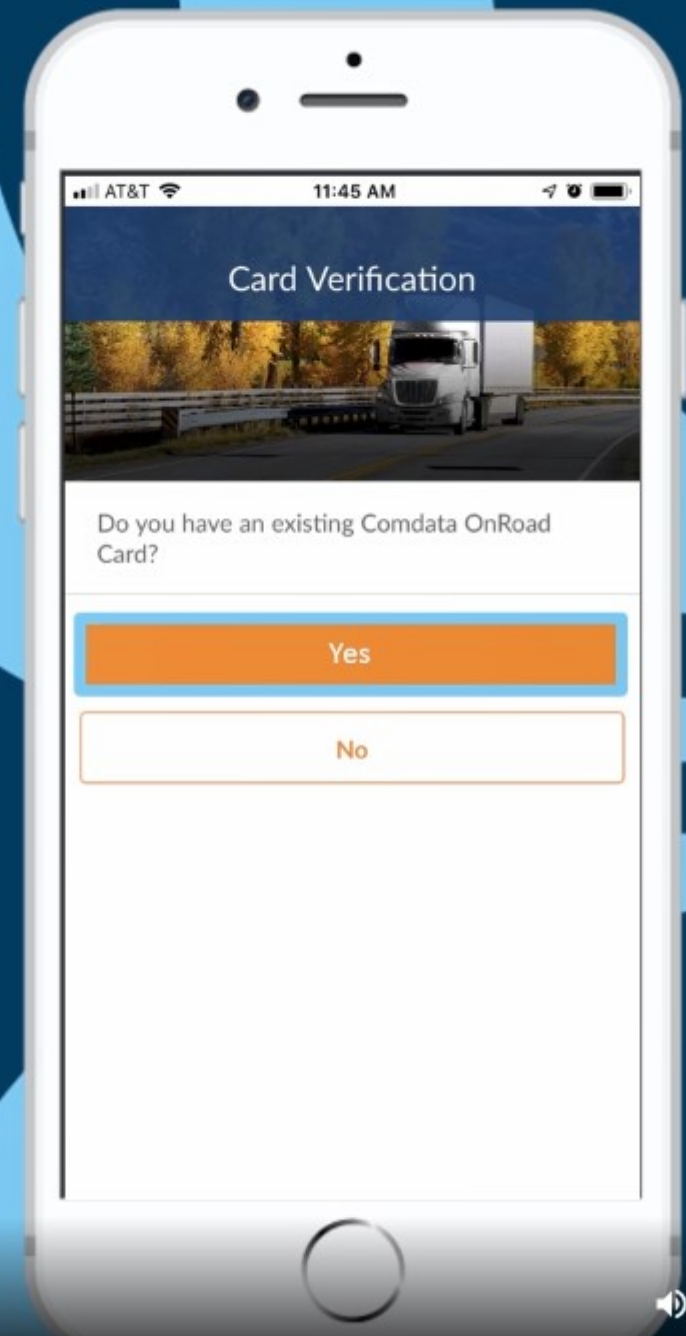 AT&T 11:45 AM
Card Verification
Do you have an existing Comdata OnRoad
Card?
Yes
No